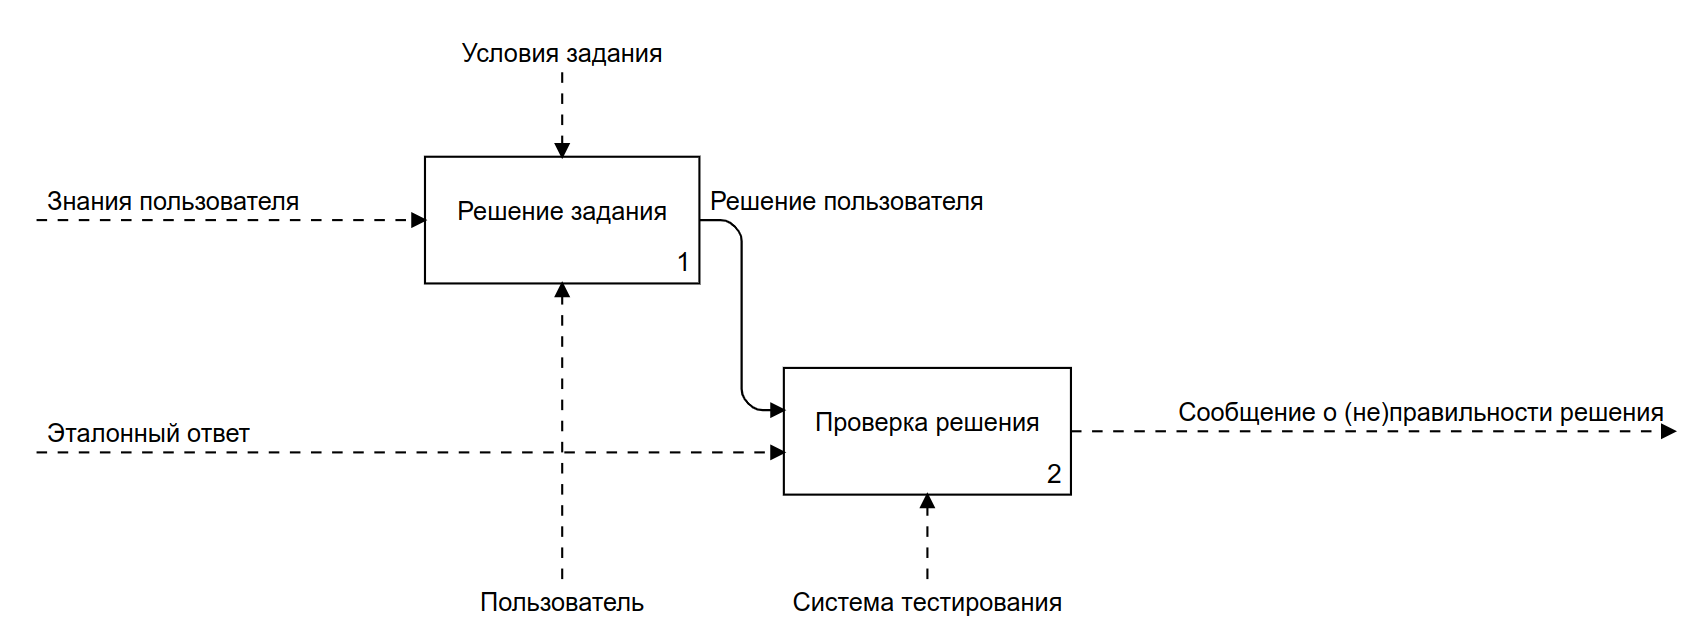 Условия задания
Знания пользователя
Решение задания
1
Решение пользователя
Эталонный ответ
Проверка решения
2
Сообщение о (не)правильности решения
Пользователь
Система тестирования